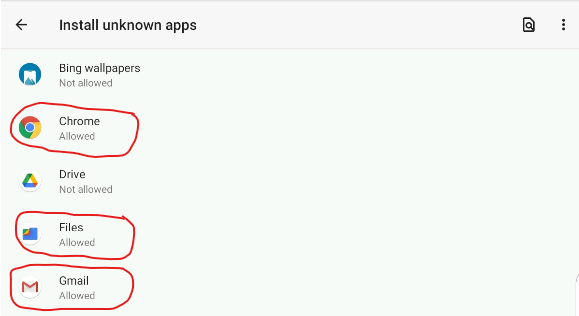 Install unknown apps
Bing wallpapers
Not allowed
Chrome
Allowed
Drive
Not allowed
Files
Allowed
Gmail
Allowed